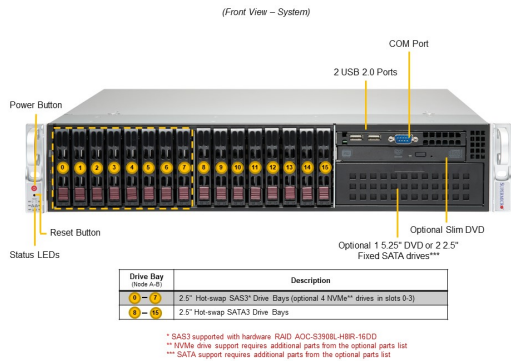 (Front View – System)
COM Port
2 USB 2.0 Ports
Power Button
0 1 2 3 4 5 6 7 8 9 10 11 12 13 14 15
Reset Button
Status LEDs
Optional Slim DVD
Optional 1 5.25" DVD or 2 2.5"
Fixed SATA drives***
Drive Bay
(Node A-B)
Description
0 – 7 2.5" Hot-swap SAS3* Drive Bays (optional 4 NVMe** drives in slots 0-3)
8 – 15 2.5" Hot-swap SATA3 Drive Bays
* SAS3 supported with hardware RAID AOC-S3908L-H8IR-16DD
** NVMe drive support requires additional parts from the optional parts list
*** SATA support requires additional parts from the optional parts list